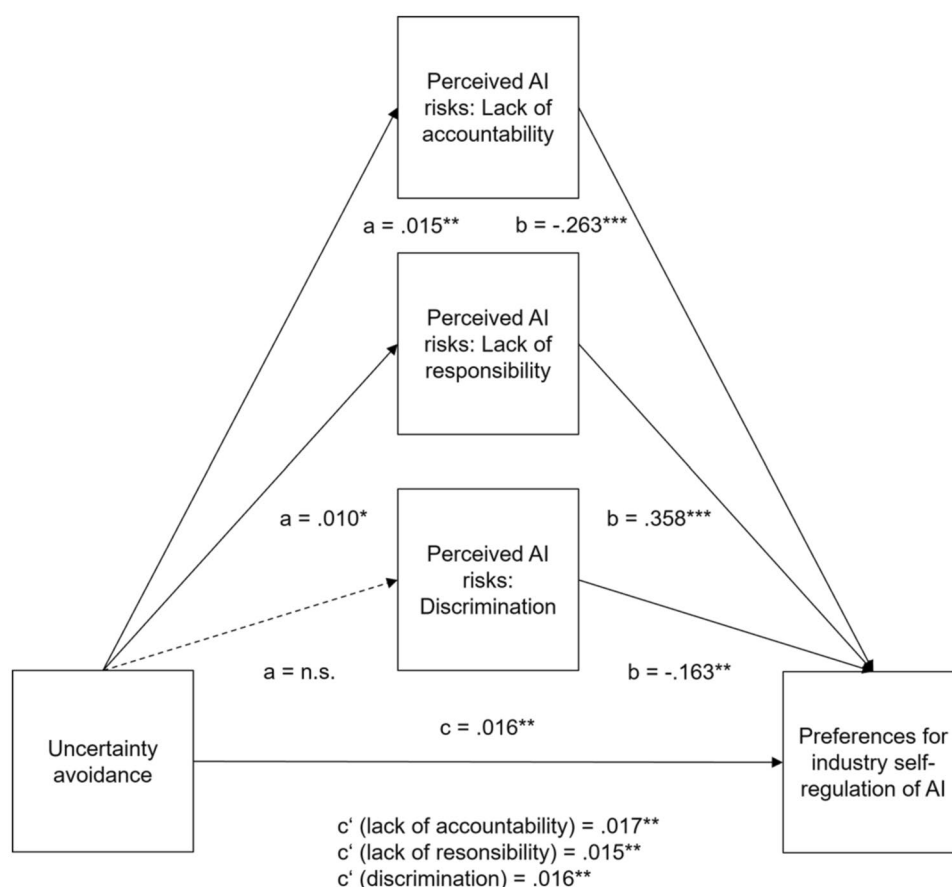 Perceived AI
risks: Lack of
accountability
a = .015**
b = -.263***
Perceived AI
risks: Lack of
responsibility
a = .010*
b = .358***
Perceived AI
risks:
Discrimination
a = n.s.
b = -.163**
Uncertainty
avoidance
c = .016**
Preferences for
industry self-
regulation of AI
c‘ (lack of accountability) = .017**
c‘ (lack of resonsibility) = .015**
c‘ (discrimination) = .016**